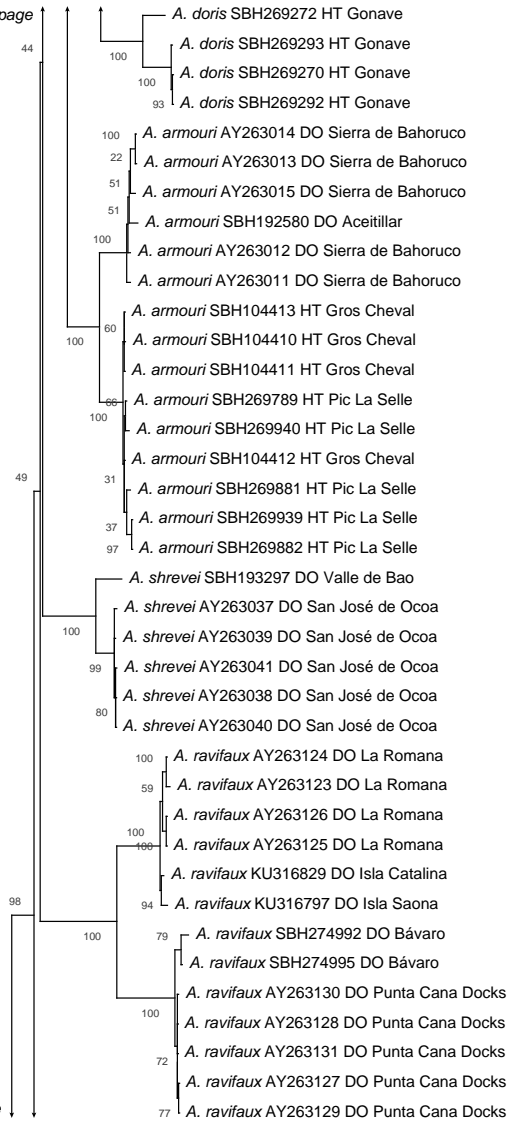 page
A. doris SBH269272 HT Gonave
44
A. doris SBH269293 HT Gonave
100
A. doris SBH269270 HT Gonave
100
A. doris SBH269292 HT Gonave
93
A. armouri AY263014 DO Sierra de Bahoruco
100
A. armouri AY263013 DO Sierra de Bahoruco
22
A. armouri AY263015 DO Sierra de Bahoruco
51
A. armouri SBH192580 DO Aceitillar
51
A. armouri AY263012 DO Sierra de Bahoruco
100
A. armouri AY263011 DO Sierra de Bahoruco
A. armouri SBH104413 HT Gros Cheval
60
A. armouri SBH104410 HT Gros Cheval
100
A. armouri SBH104411 HT Gros Cheval
A. armouri SBH269789 HT Pic La Selle
66
100
A. armouri SBH269940 HT Pic La Selle
A. armouri SBH104412 HT Gros Cheval
31
49
A. armouri SBH269881 HT Pic La Selle
A. armouri SBH269939 HT Pic La Selle
37
A. armouri SBH269882 HT Pic La Selle
97
A. shrevei SBH193297 DO Valle de Bao
A. shrevei AY263037 DO San José de Ocoa
100
A. shrevei AY263039 DO San José de Ocoa
99
A. shrevei AY263041 DO San José de Ocoa
A. shrevei AY263038 DO San José de Ocoa
80
A. shrevei AY263040 DO San José de Ocoa
A. ravifaux AY263124 DO La Romana
100
A. ravifaux AY263123 DO La Romana
59
A. ravifaux AY263126 DO La Romana
100
A. ravifaux AY263125 DO La Romana
100
A. ravifaux KU316829 DO Isla Catalina
A. ravifaux KU316797 DO Isla Saona
94
98
A. ravifaux SBH274992 DO Bávaro
79
100
A. ravifaux SBH274995 DO Bávaro
A. ravifaux AY263130 DO Punta Cana Docks
100
A. ravifaux AY263128 DO Punta Cana Docks
A. ravifaux AY263131 DO Punta Cana Docks
72
A. ravifaux AY263127 DO Punta Cana Docks
A. ravifaux AY263129 DO Punta Cana Docks
77